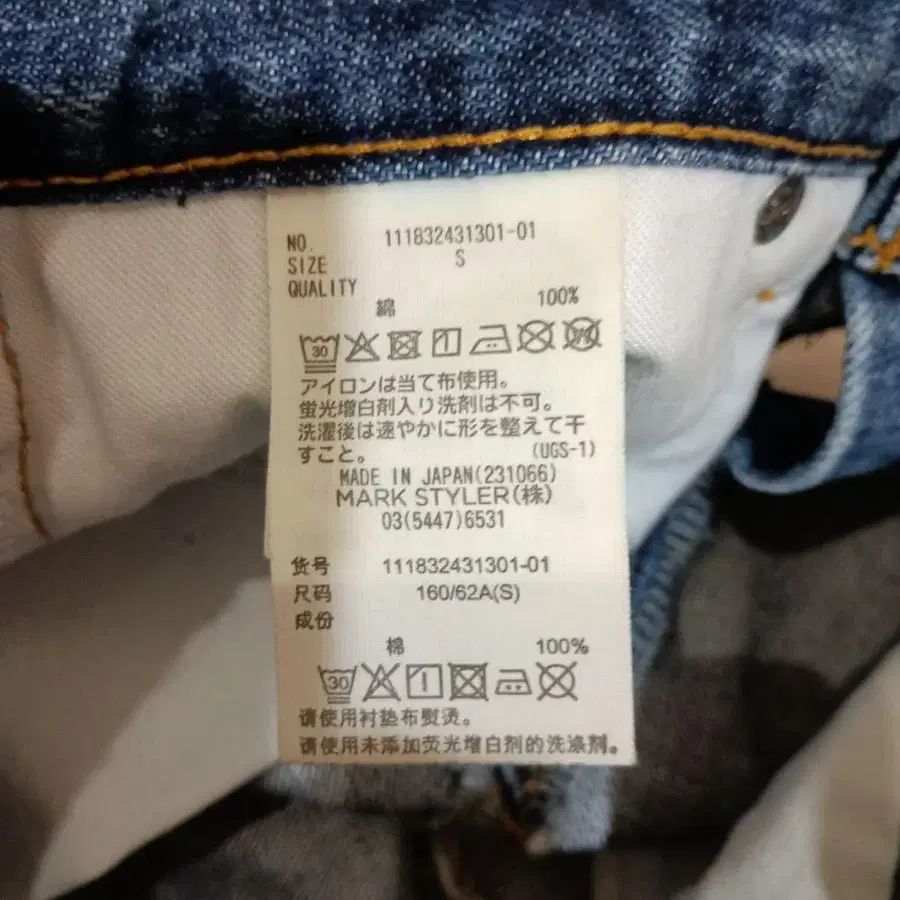 NO. 111832431301-01
SIZE S
QUALITY
綿 100%
30
アイロンは当て布使用。
蛍光増白剤入り洗剤は不可。
洗濯後は速やかに形を整えて干
すこと。 (UGS-1)
MADE IN JAPAN(231066)
MARK STYLER(株)
03(5447)6531
货号 111832431301-01
尺码 160/62A(S)
成份
棉 100%
30
请使用衬垫布熨烫。
请使用未添加荧光增白剂的洗涤剂。